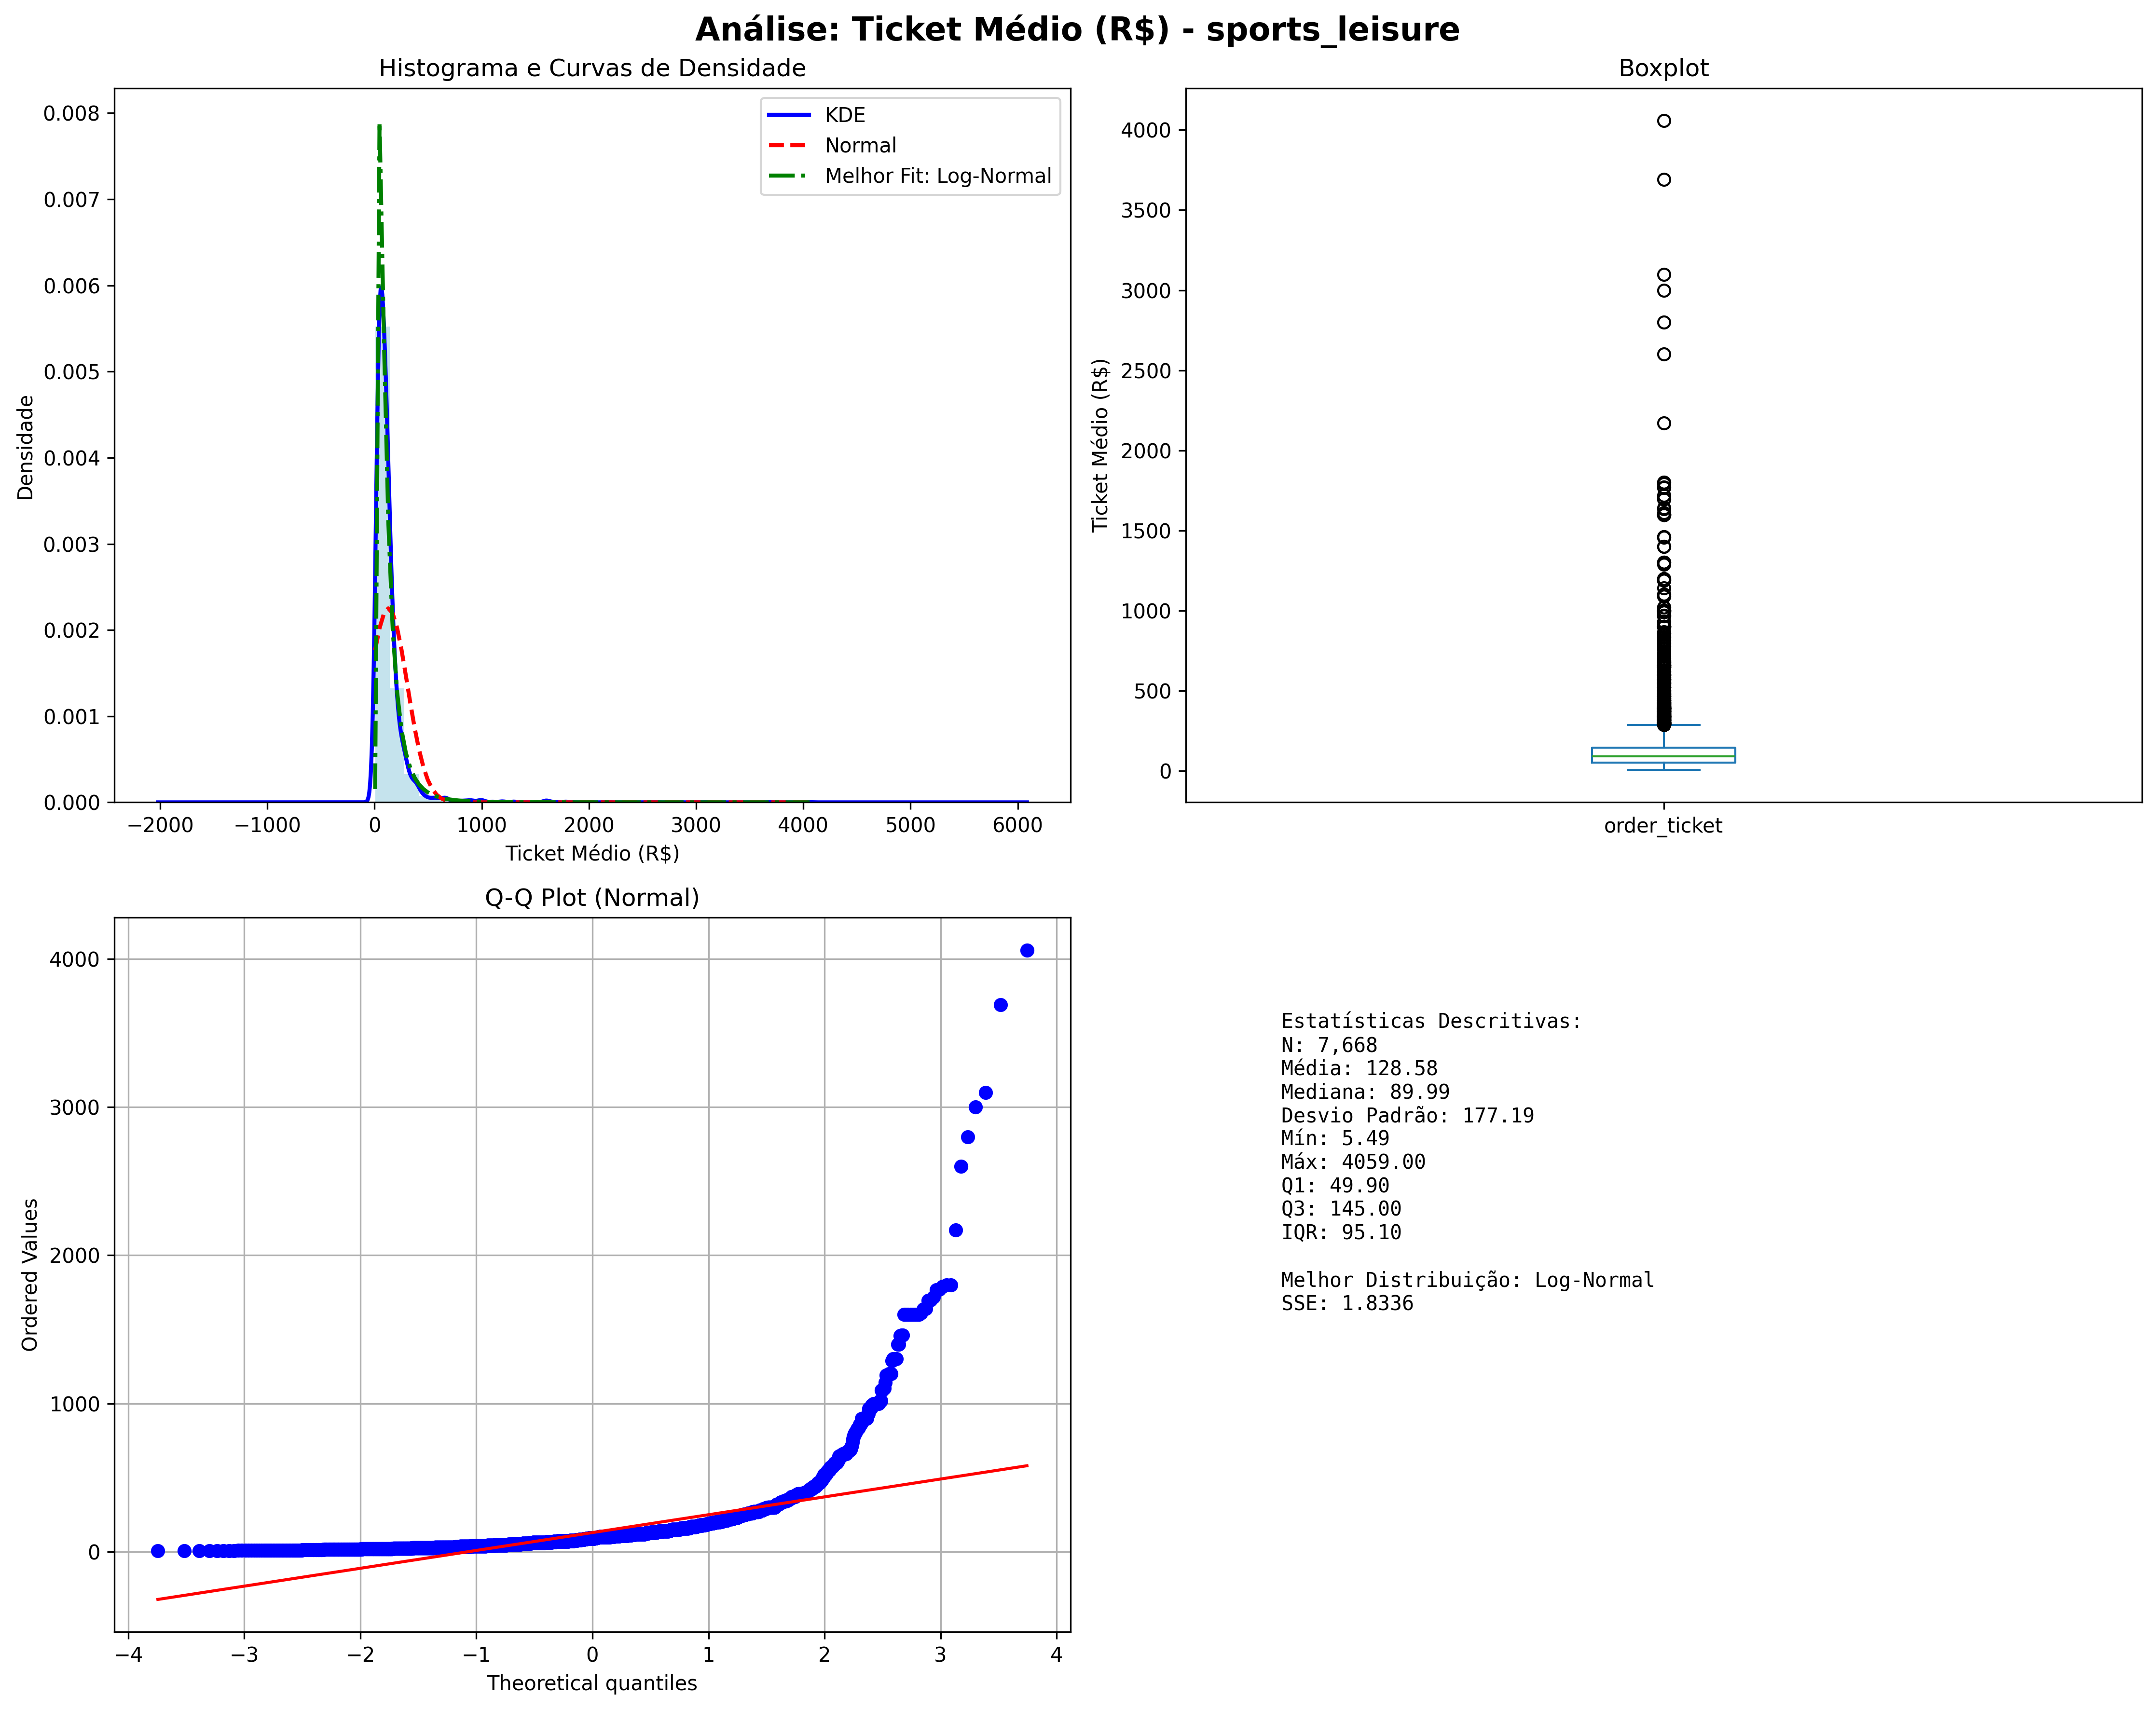 Análise: Ticket Médio (R$) - sports_leisure
Histograma e Curvas de Densidade
KDE
Normal
Melhor Fit: Log-Normal
0.008
0.007
0.006
0.005
0.004
0.003
0.002
0.001
0.000
Densidade
−2000 −1000 0 1000 2000 3000 4000 5000 6000
Ticket Médio (R$)
Boxplot
4000
3500
3000
2500
2000
1500
1000
500
0
Ticket Médio (R$)
order_ticket
Q-Q Plot (Normal)
4000
3000
2000
1000
0
Ordered Values
−4 −3 −2 −1 0 1 2 3 4
Theoretical quantiles
Estatísticas Descritivas:
N: 7,668
Média: 128.58
Mediana: 89.99
Desvio Padrão: 177.19
Mín: 5.49
Máx: 4059.00
Q1: 49.90
Q3: 145.00
IQR: 95.10
Melhor Distribuição: Log-Normal
SSE: 1.8336